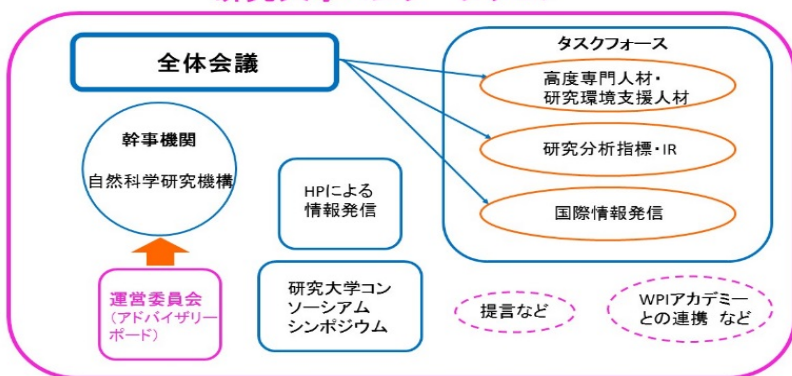 全体会議
タスクフォース
高度専門人材・
研究環境支援人材
研究分析指標・IR
国際情報発信
幹事機関
自然科学研究機構
HPによる
情報発信
運営委員会
(アドバイザリー
ボード)
研究大学コン
ソーシアム
シンポジウム
提言など
WPIアカデミー
との連携 など